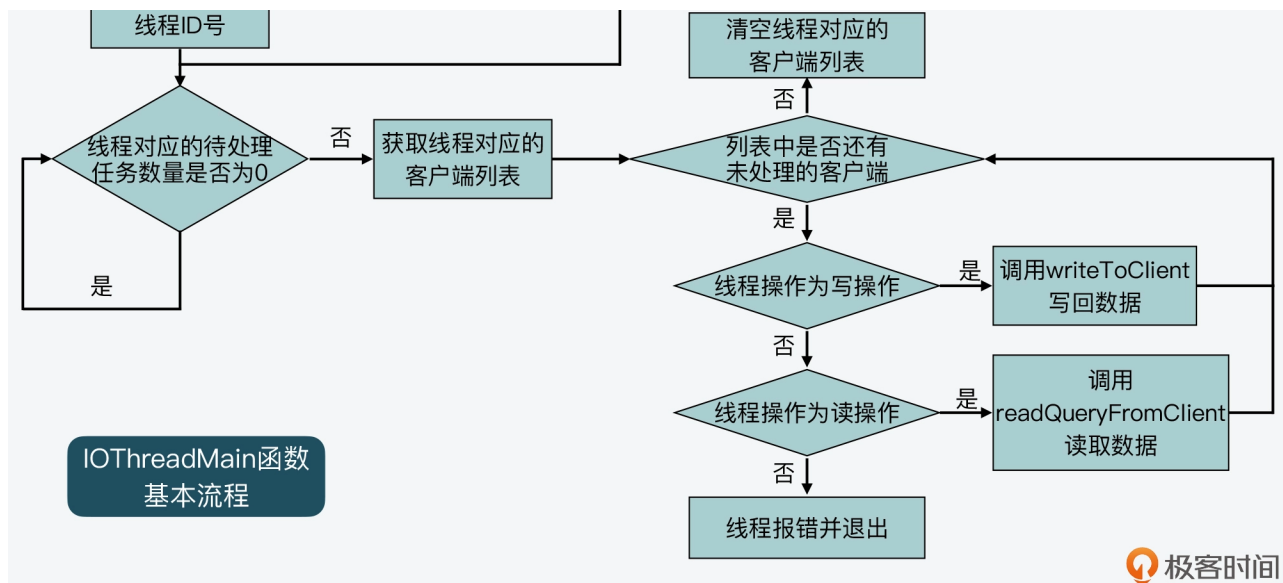 线程ID号
线程对应的待处理
任务数量是否为0
是
否
获取线程对应的
客户端列表
清空线程对应的
客户端列表
否
列表中是否还有
未处理的客户端
是
线程操作为写操作
是
调用writeToClient
写回数据
否
线程操作为读操作
是
调用
readQueryFromClient
读取数据
否
线程报错并退出
IOThreadMain函数
基本流程
极客时间